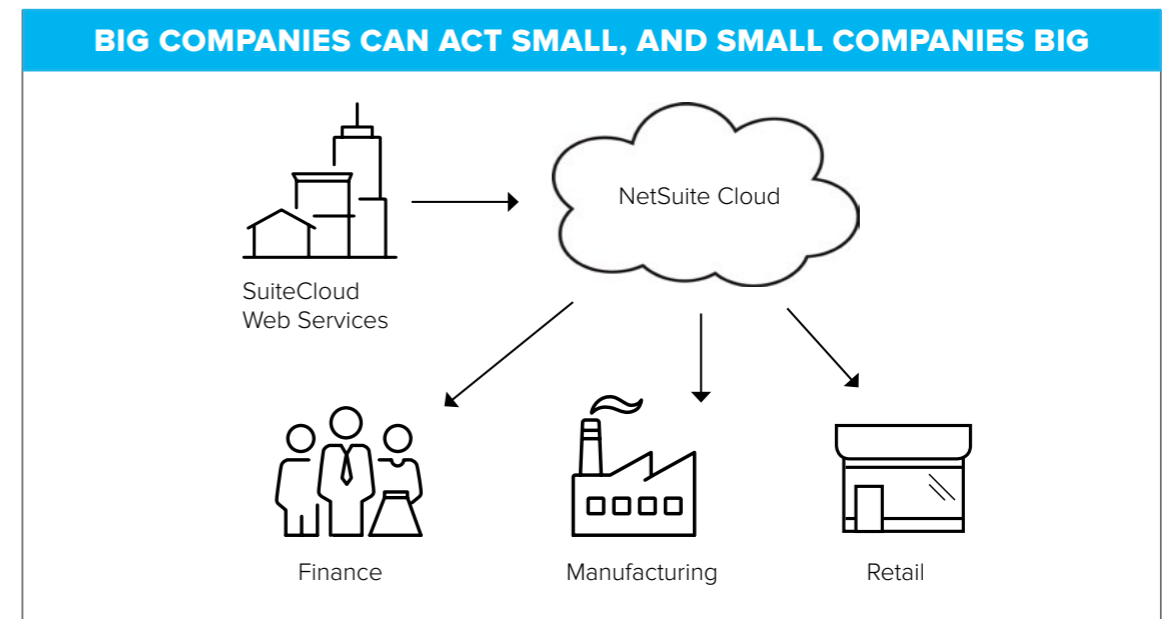 BIG COMPANIES CAN ACT SMALL, AND SMALL COMPANIES BIG
NetSuite Cloud
SuiteCloud
Web Services
Finance
Manufacturing
Retail